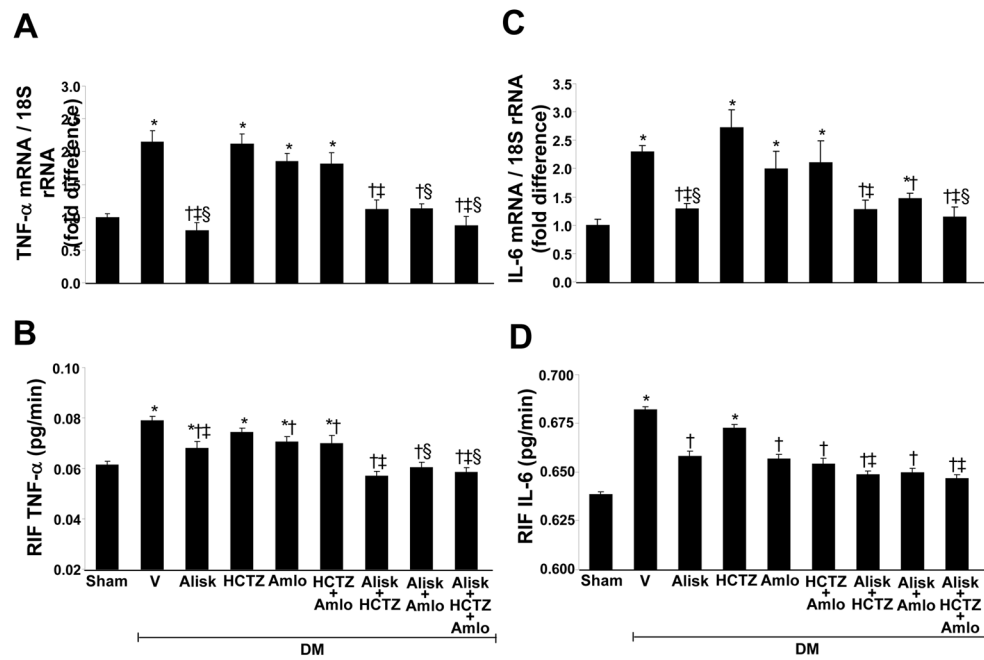 A
TNF-α mRNA / 18S
rRNA
(fold difference)
3.0
2.5
2.0
1.5
1.0
0.5
0.0
*
†‡§
*
*
*
†‡
†§
†‡§
C
IL-6 mRNA / 18S rRNA
(fold difference)
3.5
3.0
2.5
2.0
1.5
1.0
0.5
0.0
*
†‡§
*
*
*
†‡
*†
†‡§
B
RIF TNF-α (pg/min)
0.10
0.08
0.06
0.04
0.02
*
*†‡
*
*†
*†
†‡
†§
†‡§
Sham
V
Alisk
HCTZ
Amlo
HCTZ
+
Amlo
Alisk
+
HCTZ
Alisk
+
Amlo
Alisk
+
HCTZ
+
Amlo
DM
D
RIF IL-6 (pg/min)
0.700
0.675
0.650
0.625
0.600
*
†
*
†
†
†‡
†
†‡
Sham
V
Alisk
HCTZ
Amlo
HCTZ
+
Amlo
Alisk
+
HCTZ
Alisk
+
Amlo
Alisk
+
HCTZ
+
Amlo
DM